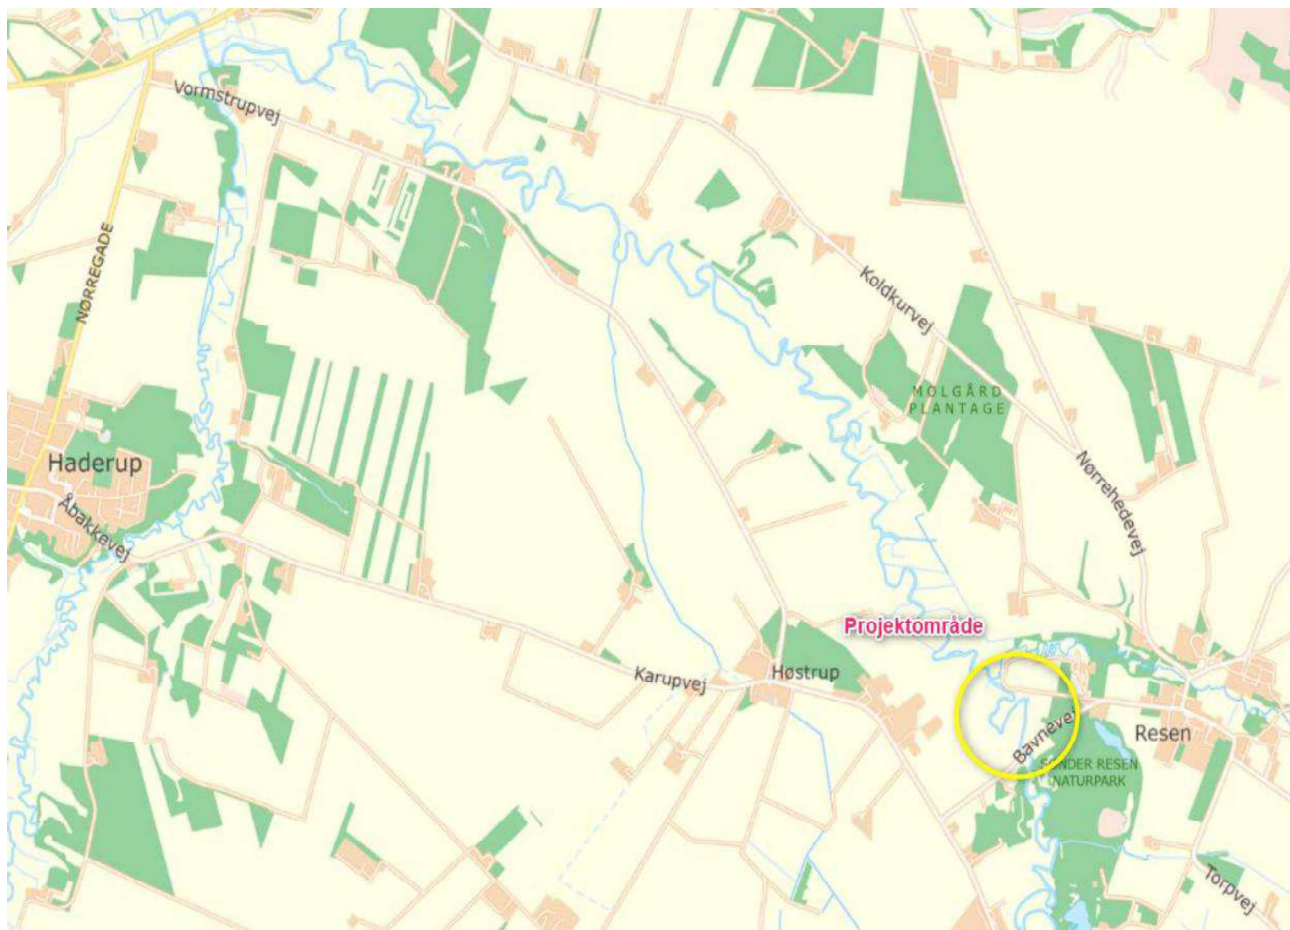 Vormstrupvej
NØRREGADE
Koldkurvej
MOLGÅRD
PLANTAGE
Haderup
Nørrehedevej
Åbakkevej
Projektområde
Karupvej
Høstrup
Bavnevej
Resen
SØNDER RESEN
NATURPARK
Torpvej